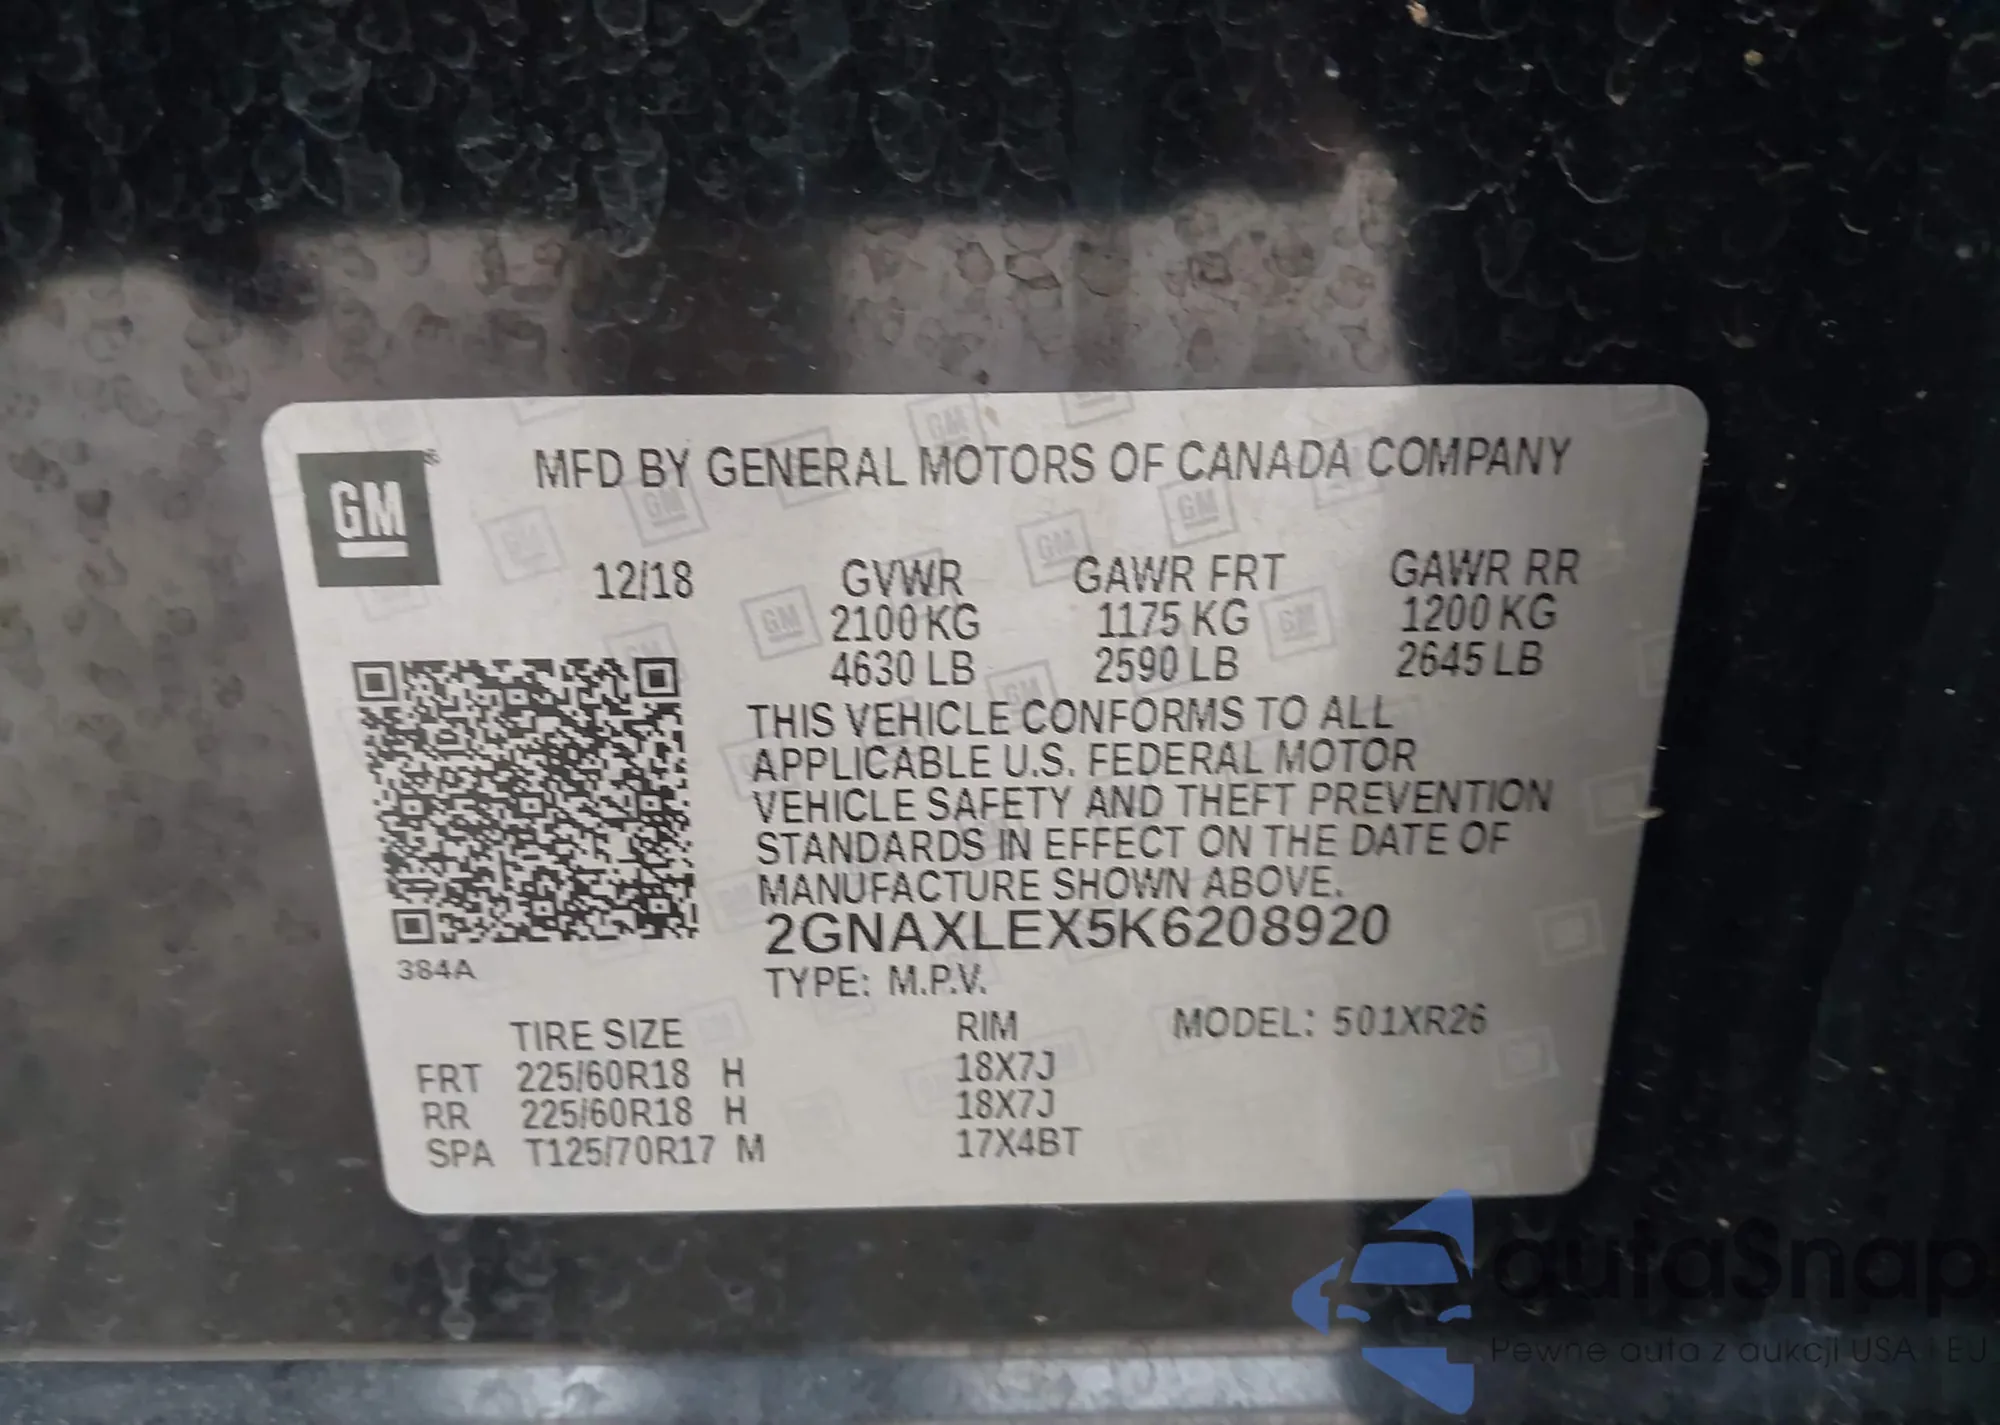 GM
MFD BY GENERAL MOTORS OF CANADA COMPANY
12/18 GVWR GAWR FRT GAWR RR
2100 KG 1175 KG 1200 KG
4630 LB 2590 LB 2645 LB
THIS VEHICLE CONFORMS TO ALL
APPLICABLE U.S. FEDERAL MOTOR
VEHICLE SAFETY AND THEFT PREVENTION
STANDARDS IN EFFECT ON THE DATE OF
MANUFACTURE SHOWN ABOVE.
2GNAXLEX5K6208920
384A
TYPE: M.P.V.
TIRE SIZE RIM MODEL: 501XR26
FRT 225/60R18 H 18X7J
RR 225/60R18 H 18X7J
SPA T125/70R17 M 17X4BT
autaSnap
Pewne auta z aukcji USA i EU